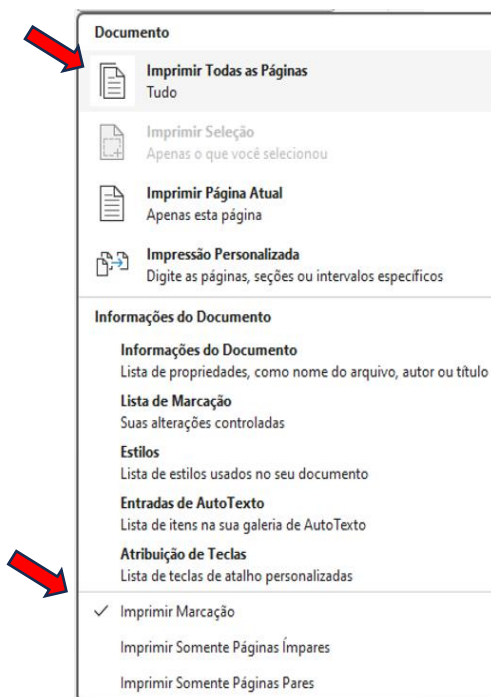 Documento
Imprimir Todas as Páginas
Tudo
Imprimir Seleção
Apenas o que você selecionou
Imprimir Página Atual
Apenas esta página
Impressão Personalizada
Digite as páginas, seções ou intervalos específicos
Informações do Documento
Informações do Documento
Lista de propriedades, como nome do arquivo, autor ou título
Lista de Marcação
Suas alterações controladas
Estilos
Lista de estilos usados no seu documento
Entradas de AutoTexto
Lista de itens na sua galeria de AutoTexto
Atribuição de Teclas
Lista de teclas de atalho personalizadas
Imprimir Marcação
Imprimir Somente Páginas Ímpares
Imprimir Somente Páginas Pares